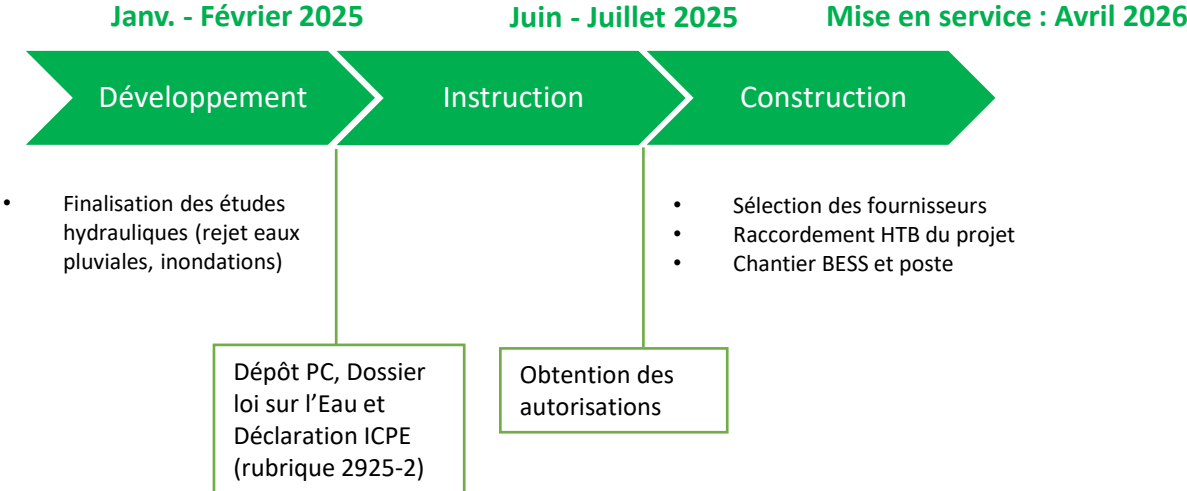 Janv. - Février 2025
Juin - Juillet 2025
Mise en service : Avril 2026
Développement
Instruction
Construction
• Finalisation des études
hydrauliques (rejet eaux
pluviales, inondations)
• Sélection des fournisseurs
• Raccordement HTB du projet
• Chantier BESS et poste
Dépôt PC, Dossier
loi sur l’Eau et
Déclaration ICPE
(rubrique 2925-2)
Obtention des
autorisations